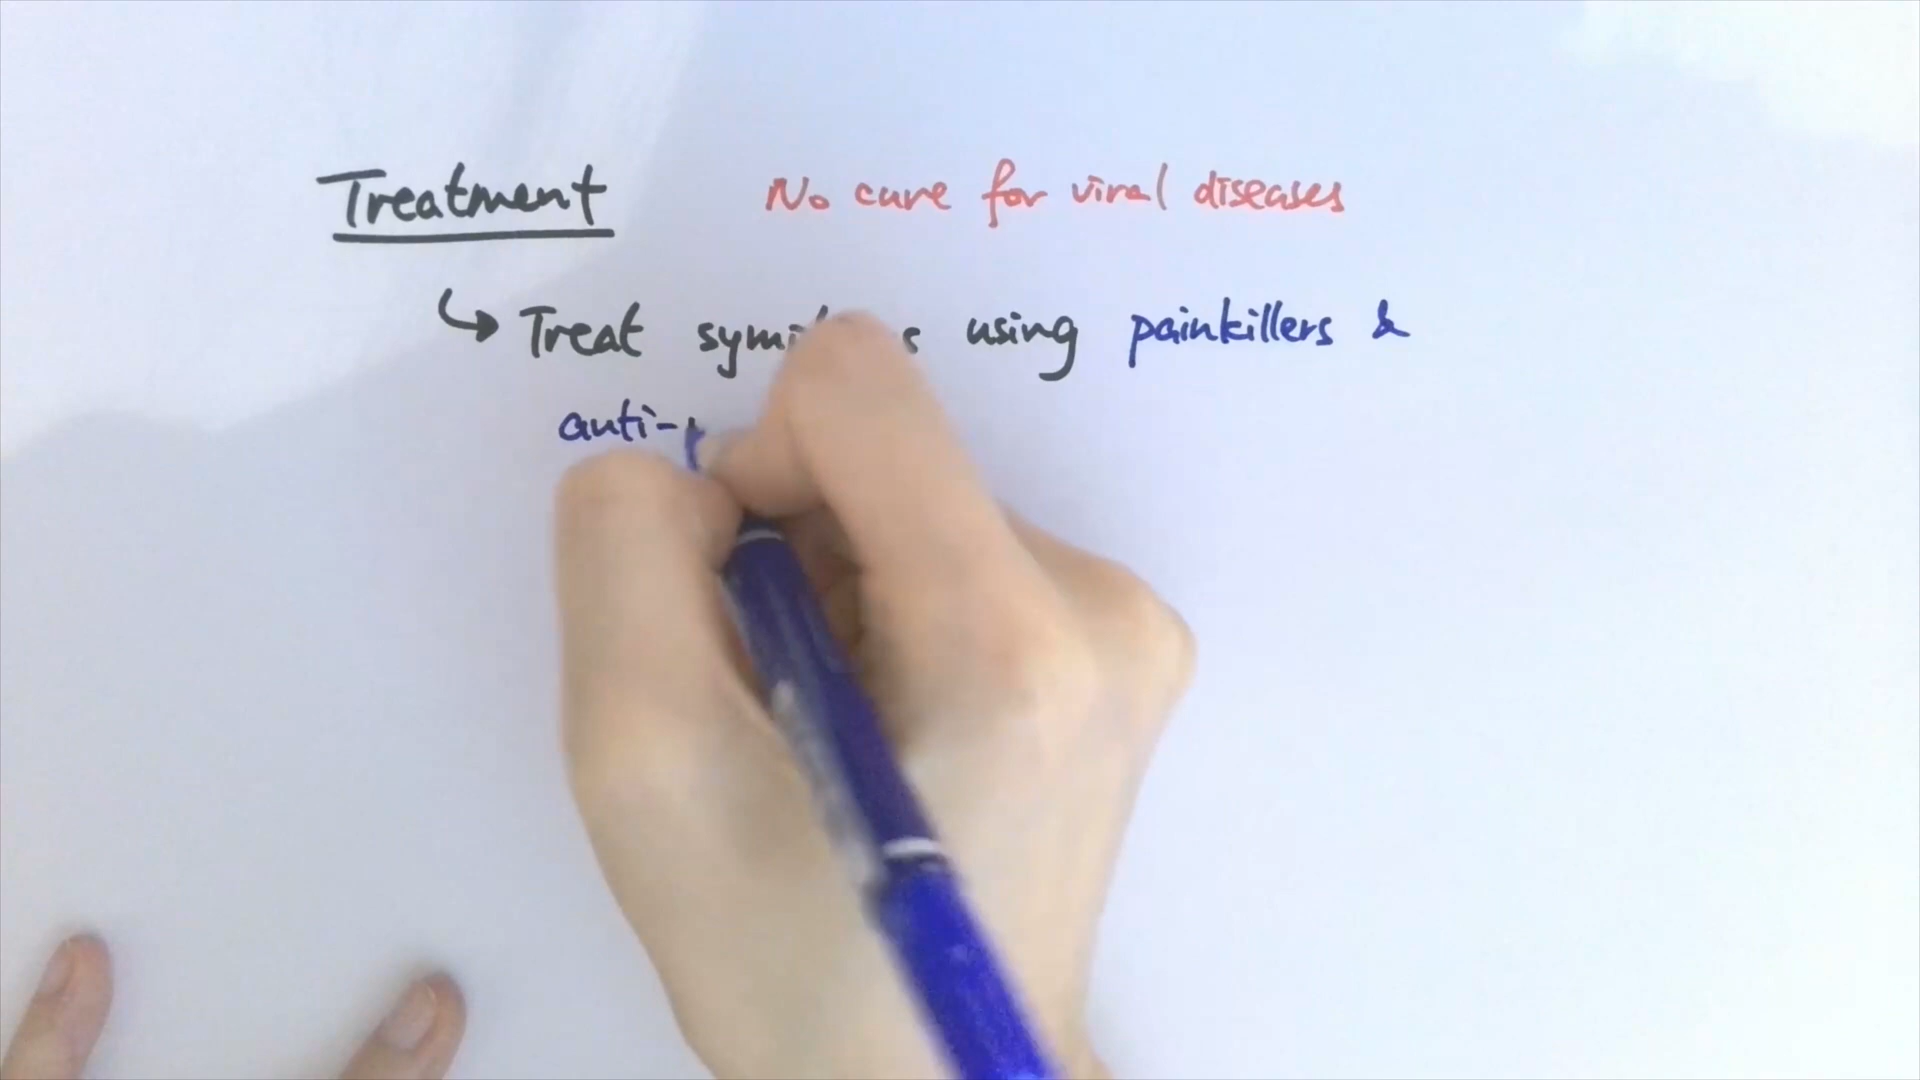 Treatment No cure for viral diseases
↳ Treat using painkillers &
anti-